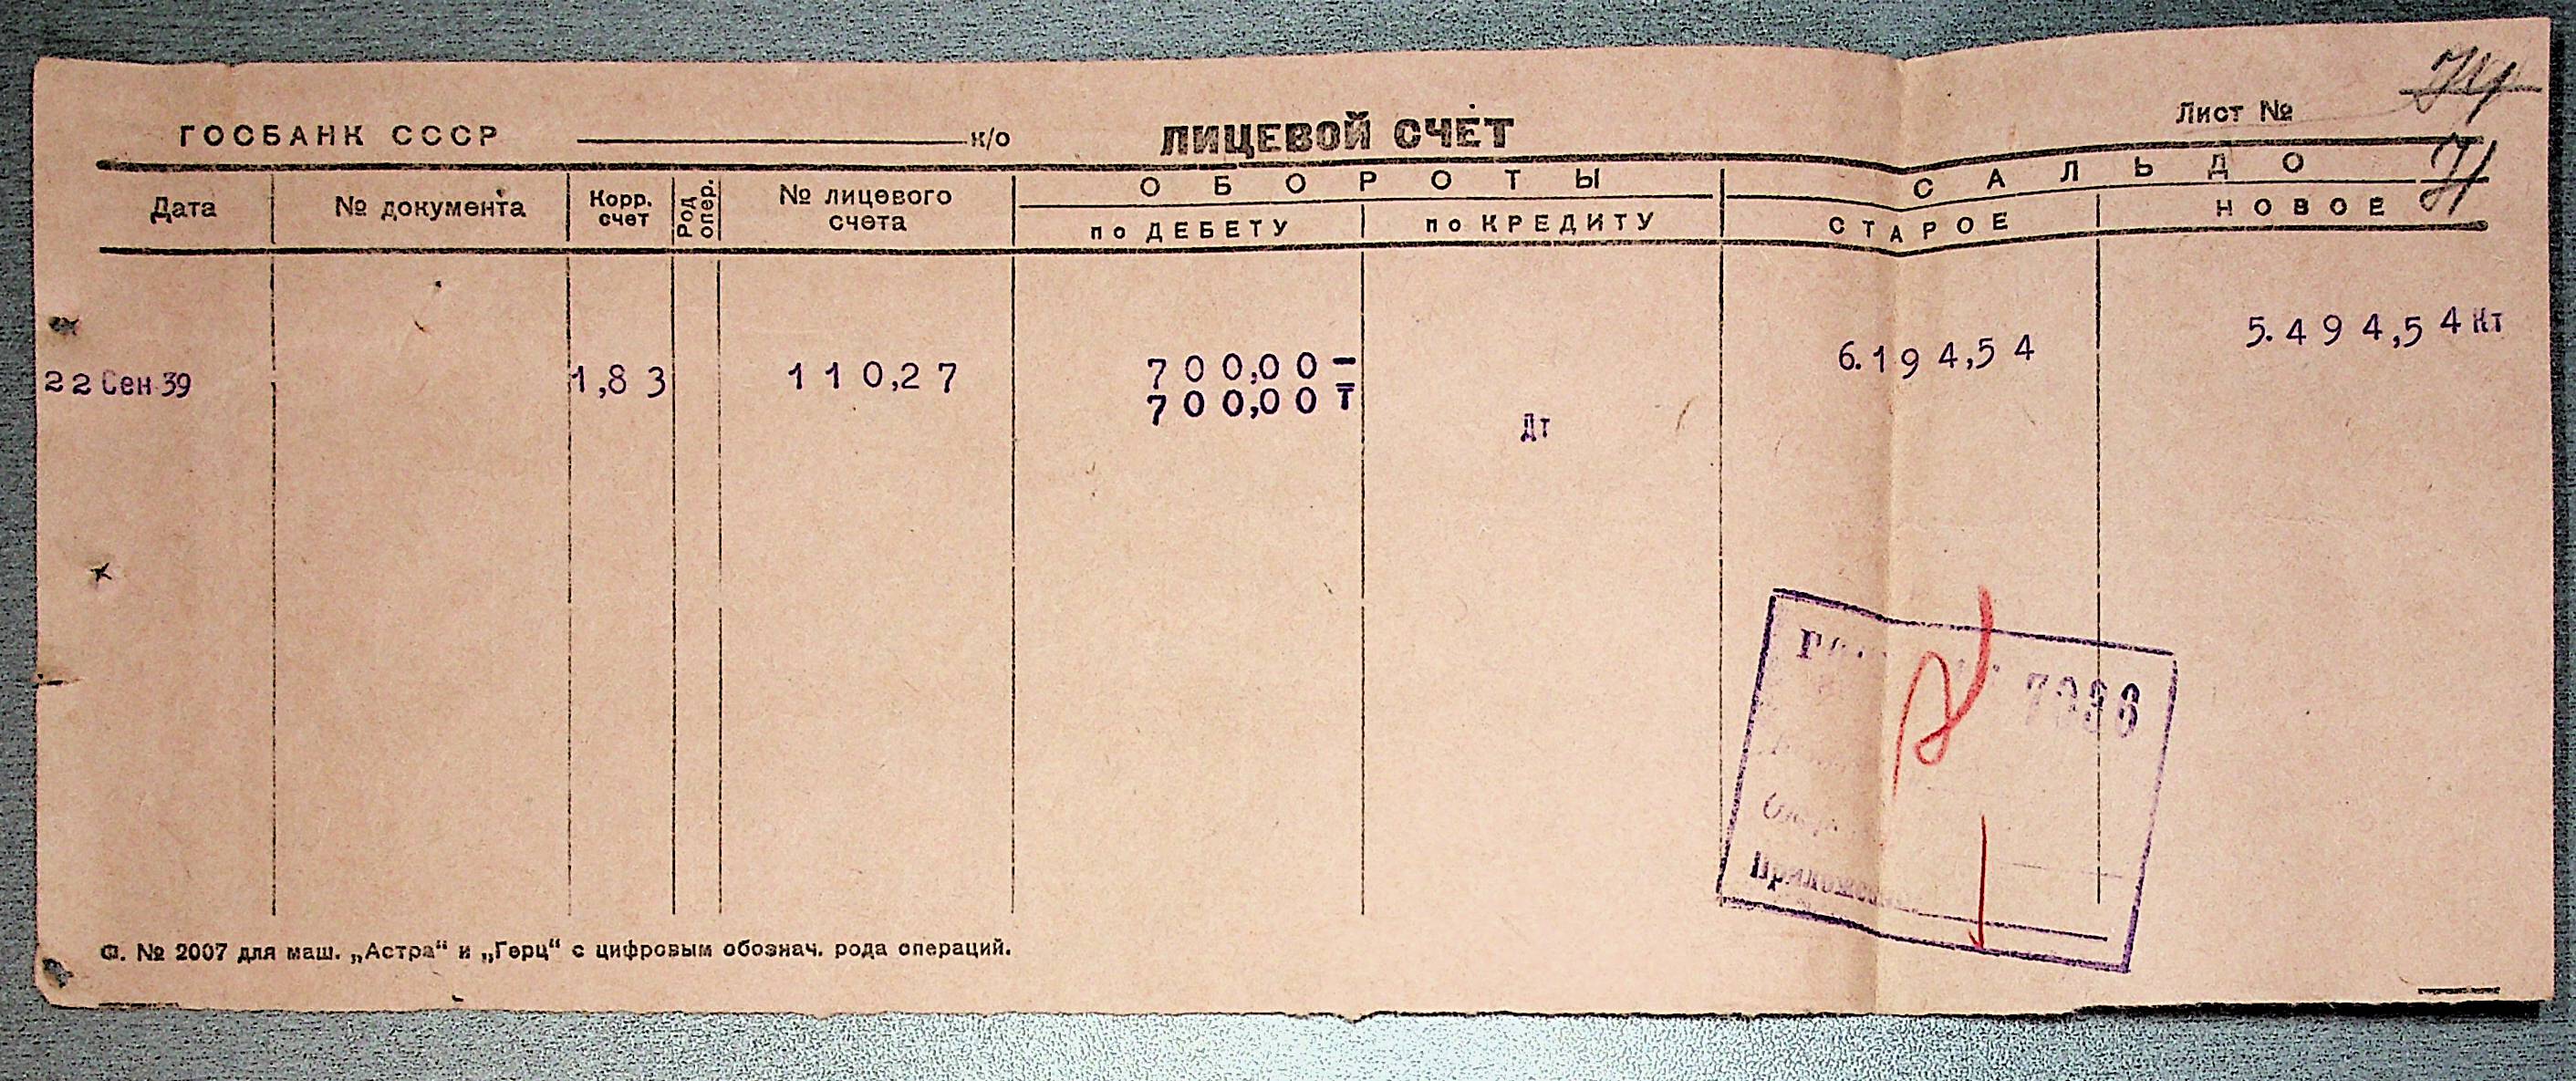 ГОСБАНК СССР к/о ЛИЦЕВОЙ СЧЕТ Лист № 74
Дата № документа Корр. счет Род опер. № лицевого счета ОБОРОТЫ САЛЬДО
по ДЕБЕТУ по КРЕДИТУ СТАРОЕ НОВОЕ
22 Сен 39 1,83 110,27 700,00 - 6.194,54 5.494,54 Кт
700,00 T
Дт
Приложение
Ф. № 2007 для маш. „Астра“ и „Герц“ с цифровым обознач. рода операций.